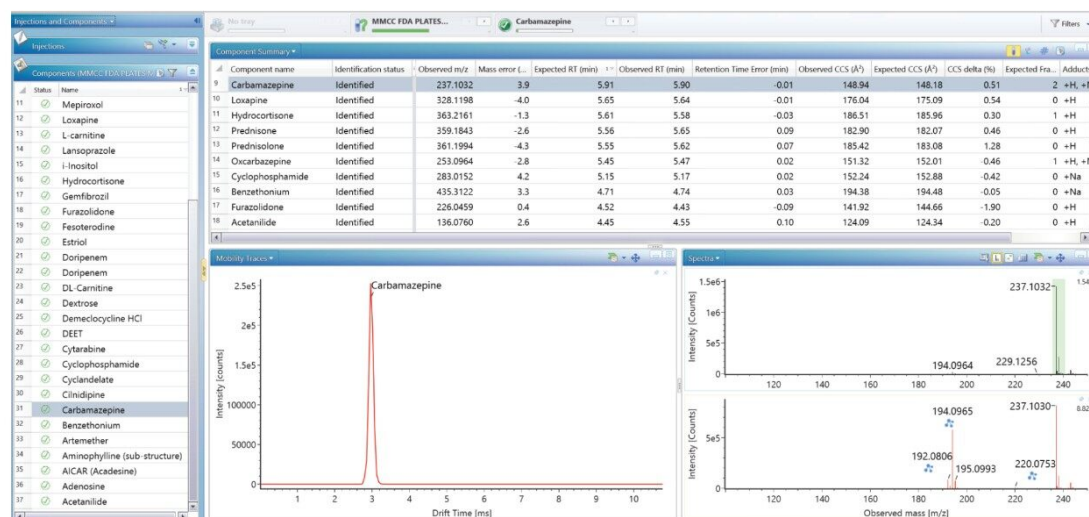 Injections and Components
No tray
MMCC FDA PLATES...
Carbamazepine
Filters
Injections
Components (MMCC FDA PLATES M
Status Name
11 Mepiroxol
12 Loxapine
13 L-carnitine
14 Lansoprazole
15 i-Inositol
16 Hydrocortisone
17 Gemfibrozil
18 Furazolidone
19 Fesoterodine
20 Estriol
21 Doripenem
22 Doripenem
23 DL-Carnitine
24 Dextrose
25 Demeclocycline HCl
26 DEET
27 Cytarabine
28 Cyclophosphamide
29 Cyclandelate
30 Cilnidipine
31 Carbamazepine
32 Benzethonium
33 Artemether
34 Aminophylline (sub-structure)
35 AICAR (Acadesine)
36 Adenosine
37 Acetanilide
Component Summary
Component name Identification status Observed m/z Mass error (... Expected RT (min) Observed RT (min) Retention Time Error (min) Observed CCS (Å²) Expected CCS (Å²) CCS delta (%) Expected Fra... Adducts
9 Carbamazepine Identified 237.1032 3.9 5.91 5.90 -0.01 148.94 148.18 0.51 2 +H, +N
10 Loxapine Identified 328.1198 -4.0 5.65 5.64 -0.01 176.04 175.09 0.54 0 +H
11 Hydrocortisone Identified 363.2161 -1.3 5.61 5.58 -0.03 186.51 185.96 0.30 1 +H
12 Prednisone Identified 359.1843 -2.6 5.56 5.65 0.09 182.90 182.07 0.46 0 +H
13 Prednisolone Identified 361.1994 -4.3 5.55 5.62 0.07 185.42 183.08 1.28 0 +H
14 Oxcarbazepine Identified 253.0964 -2.8 5.45 5.47 0.02 151.32 152.01 -0.46 1 +H, +N
15 Cyclophosphamide Identified 283.0152 4.2 5.15 5.17 0.02 152.24 152.88 -0.42 0 +Na
16 Benzethonium Identified 435.3122 3.3 4.71 4.74 0.03 194.38 194.48 -0.05 0 +Na
17 Furazolidone Identified 226.0459 0.4 4.52 4.43 -0.09 141.92 144.66 -1.90 0 +H
18 Acetanilide Identified 136.0760 2.6 4.45 4.55 0.10 124.09 124.34 -0.20 0 +H
Mobility Traces
Carbamazepine
Intensity [counts]
2.5e5
2e5
1.5e5
100000
50000
0
1 2 3 4 5 6 7 8 9 10
Drift Time [ms]
Spectra
Intensity [Counts]
1.5e6
1e6
5e5
0
237.1032
1.54
194.0964
229.1256
120 140 160 180 200 220 240
Intensity [Counts]
5e5
0
194.0965
237.1030
8.82
192.0806
195.0993
220.0753
120 140 160 180 200 220 240
Observed mass [m/z]